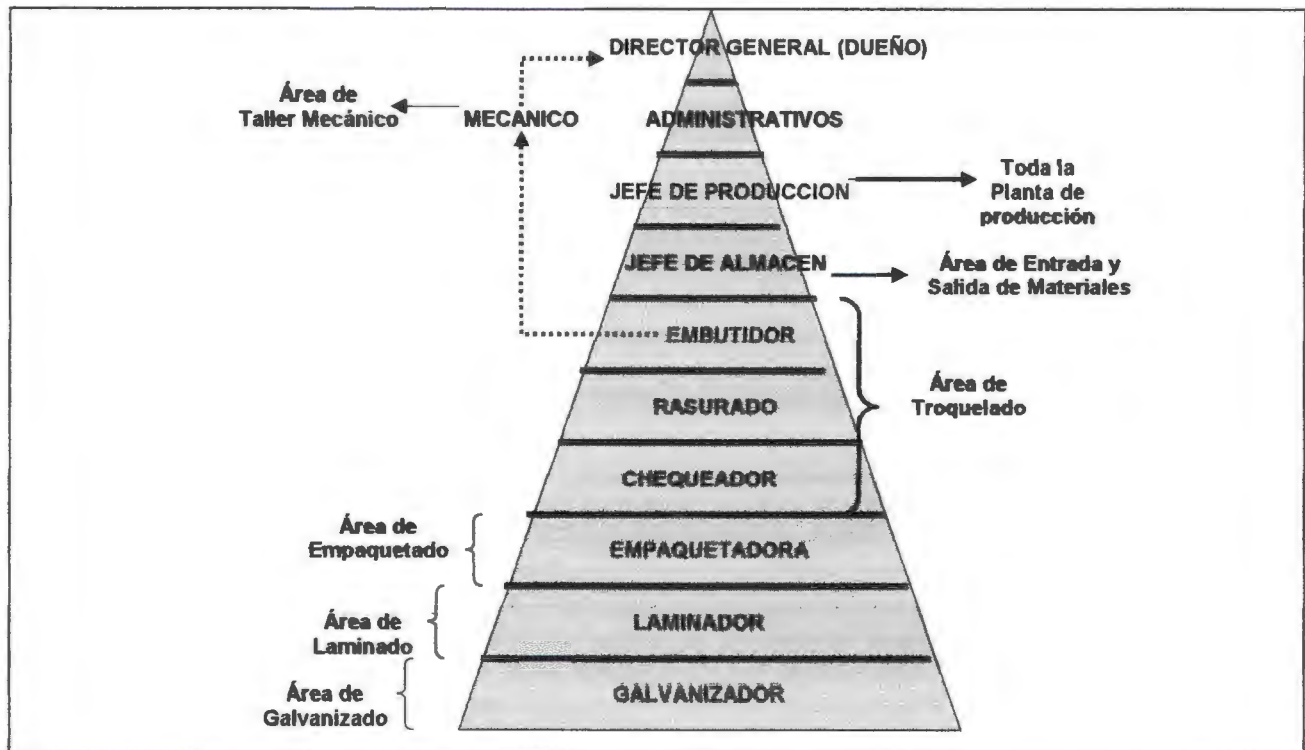 DIRECTOR GENERAL (DUEÑO)
Área de
Taller Mecánico
MECANICO
ADMINISTRATIVOS
JEFE DE PRODUCCION
Toda la
Planta de
producción
JEFE DE ALMACEN
Área de Entrada y
Salida de Materiales
EMBUTIDOR
RASURADO
Área de
Troquelado
CHEQUEADOR
Área de
Empaquetado
EMPAQUETADORA
Área de
Laminado
LAMINADOR
Área de
Galvanizado
GALVANIZADOR